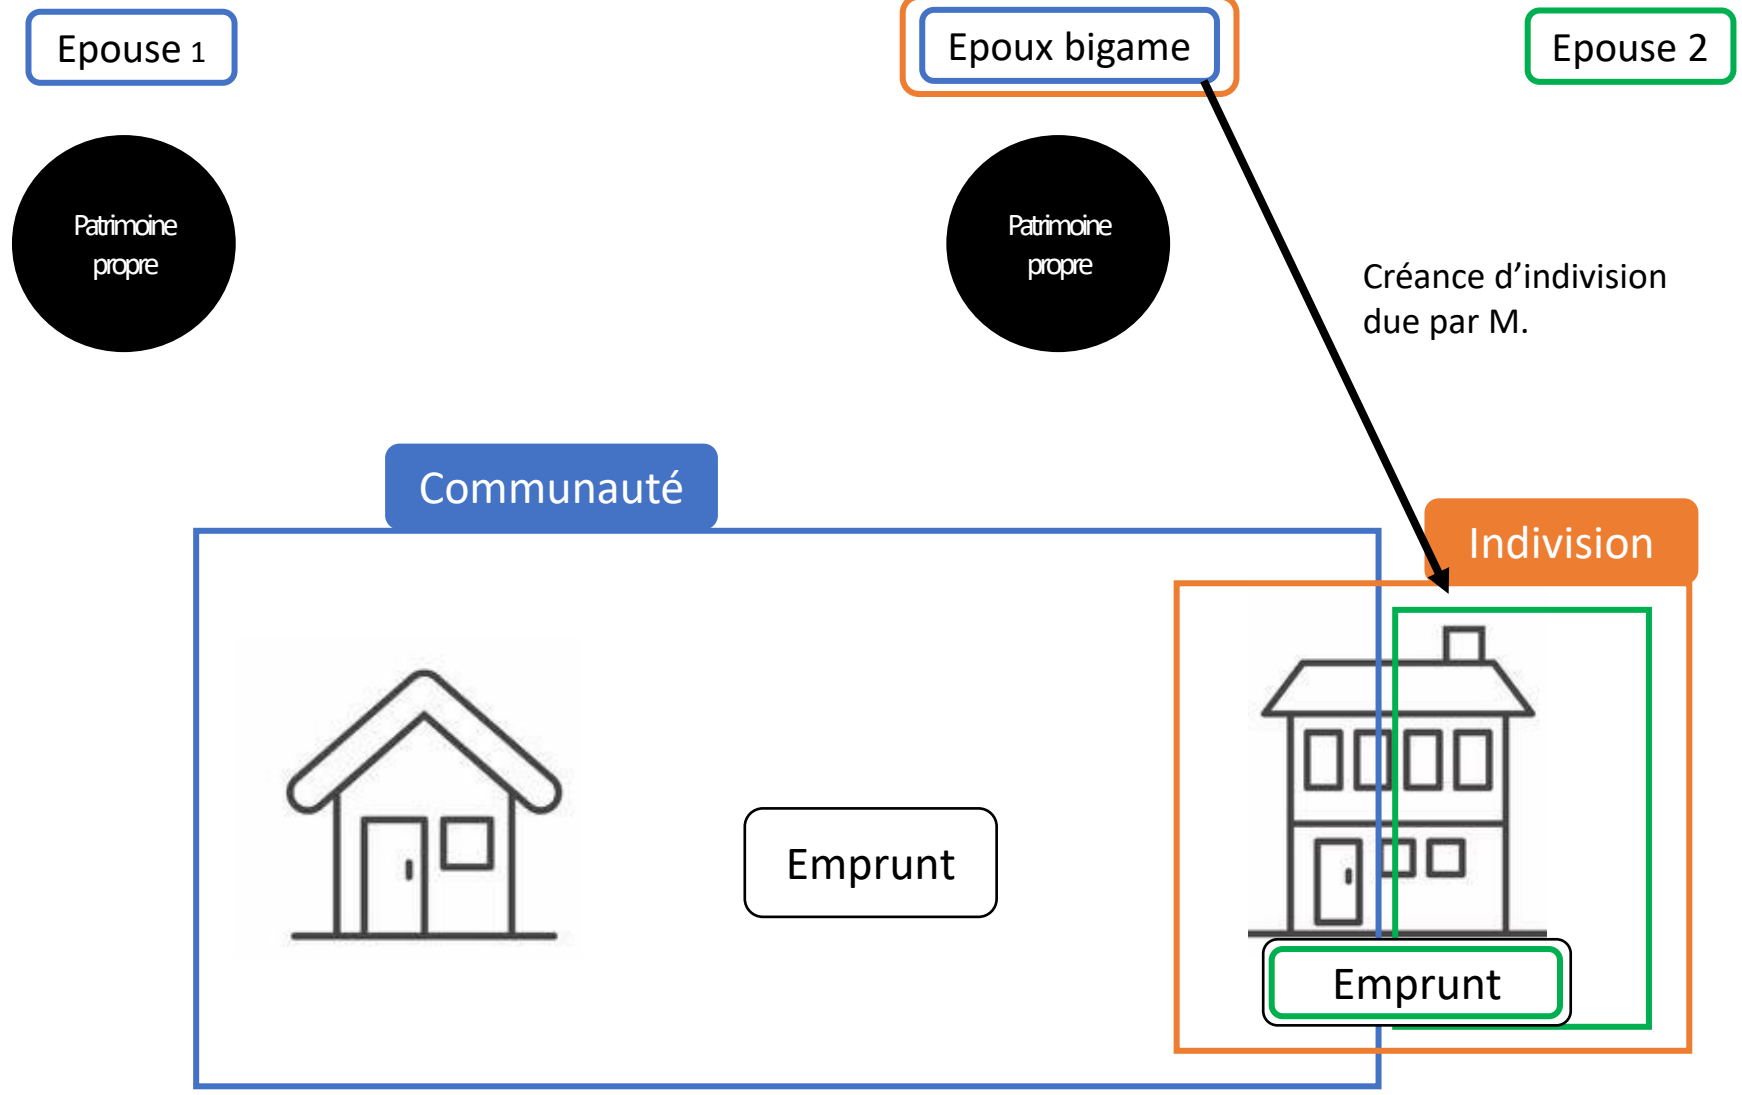 Epouse 1
Epoux bigame
Epouse 2
Patrimoine
propre
Patrimoine
propre
Créance d’indivision
due par M.
Communauté
Indivision
Emprunt
Emprunt